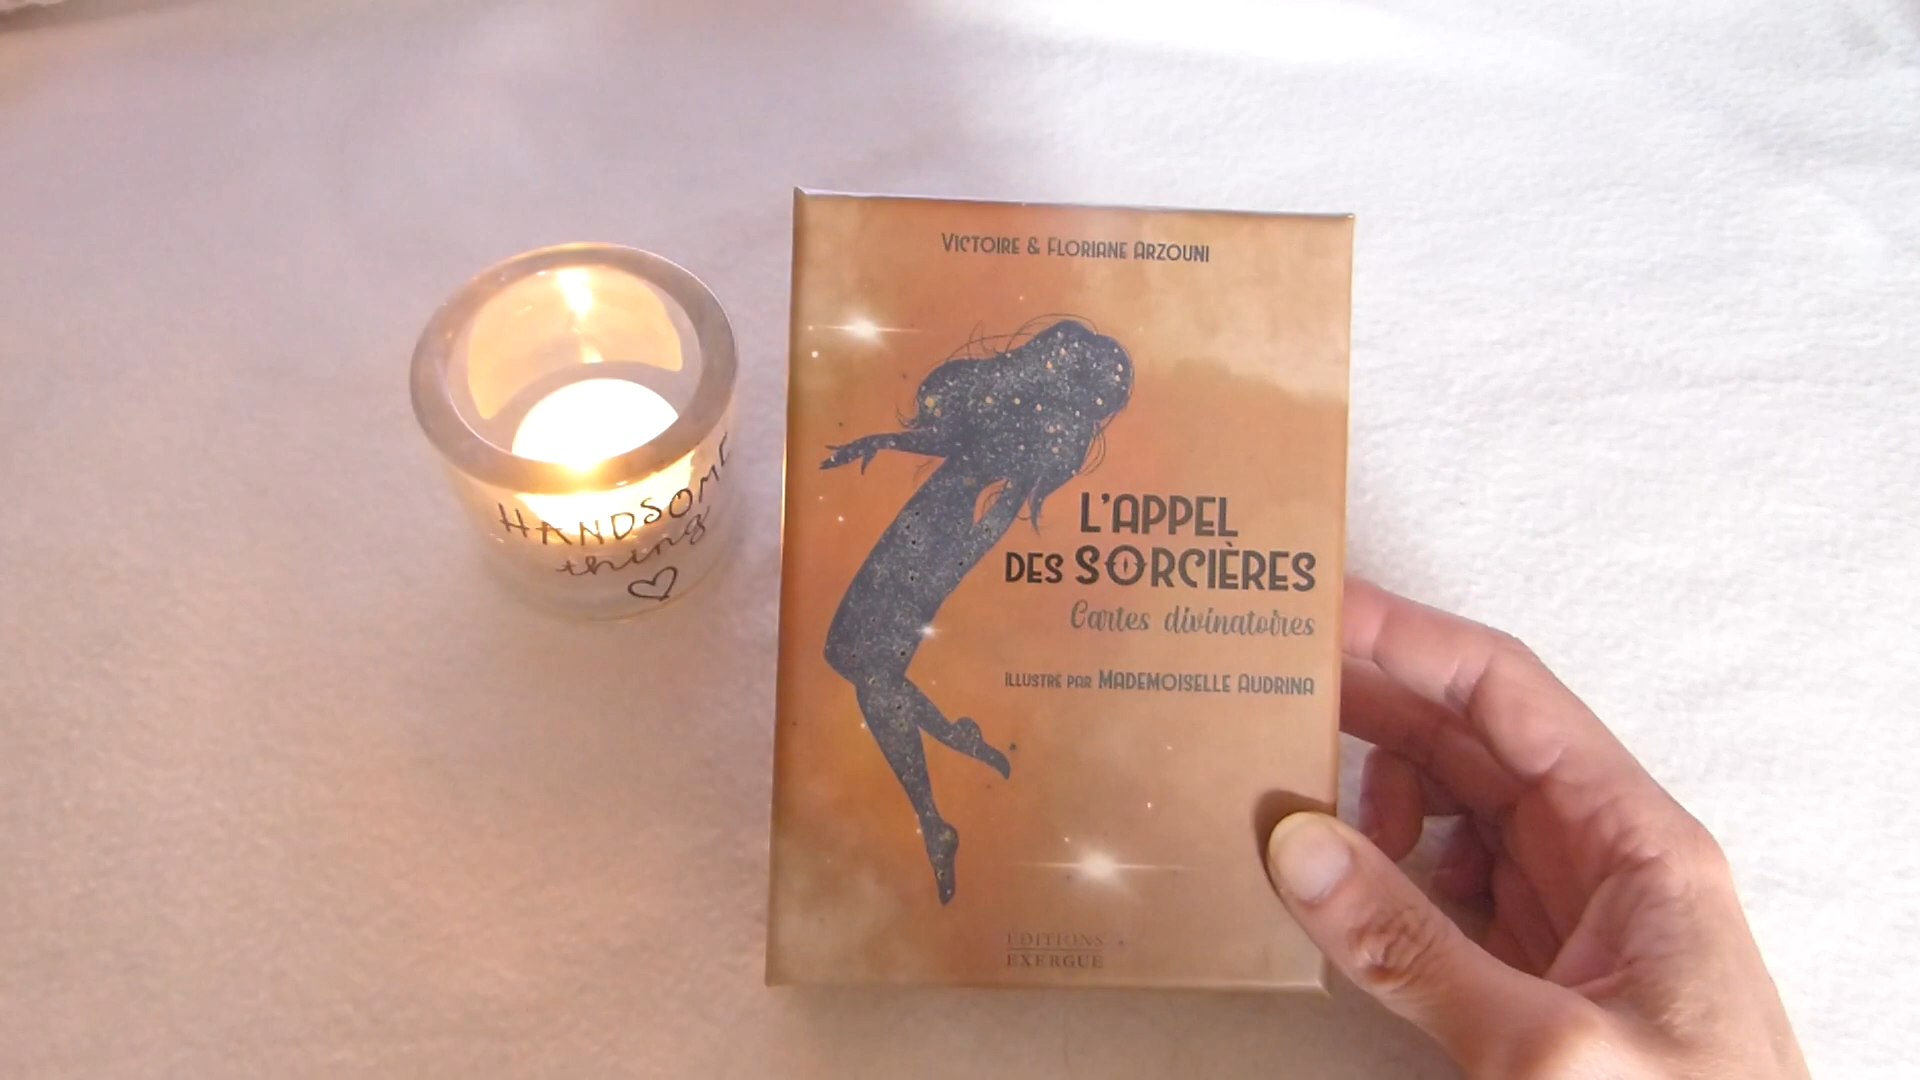 HANDSOME
thing
VICTOIRE & FLORIANE ARZOUNI
L'APPEL
DES SORCIÈRES
Cartes divinatoires
ILLUSTRÉ PAR MADEMOISELLE AUDRINA
ÉDITIONS
EXERGUE